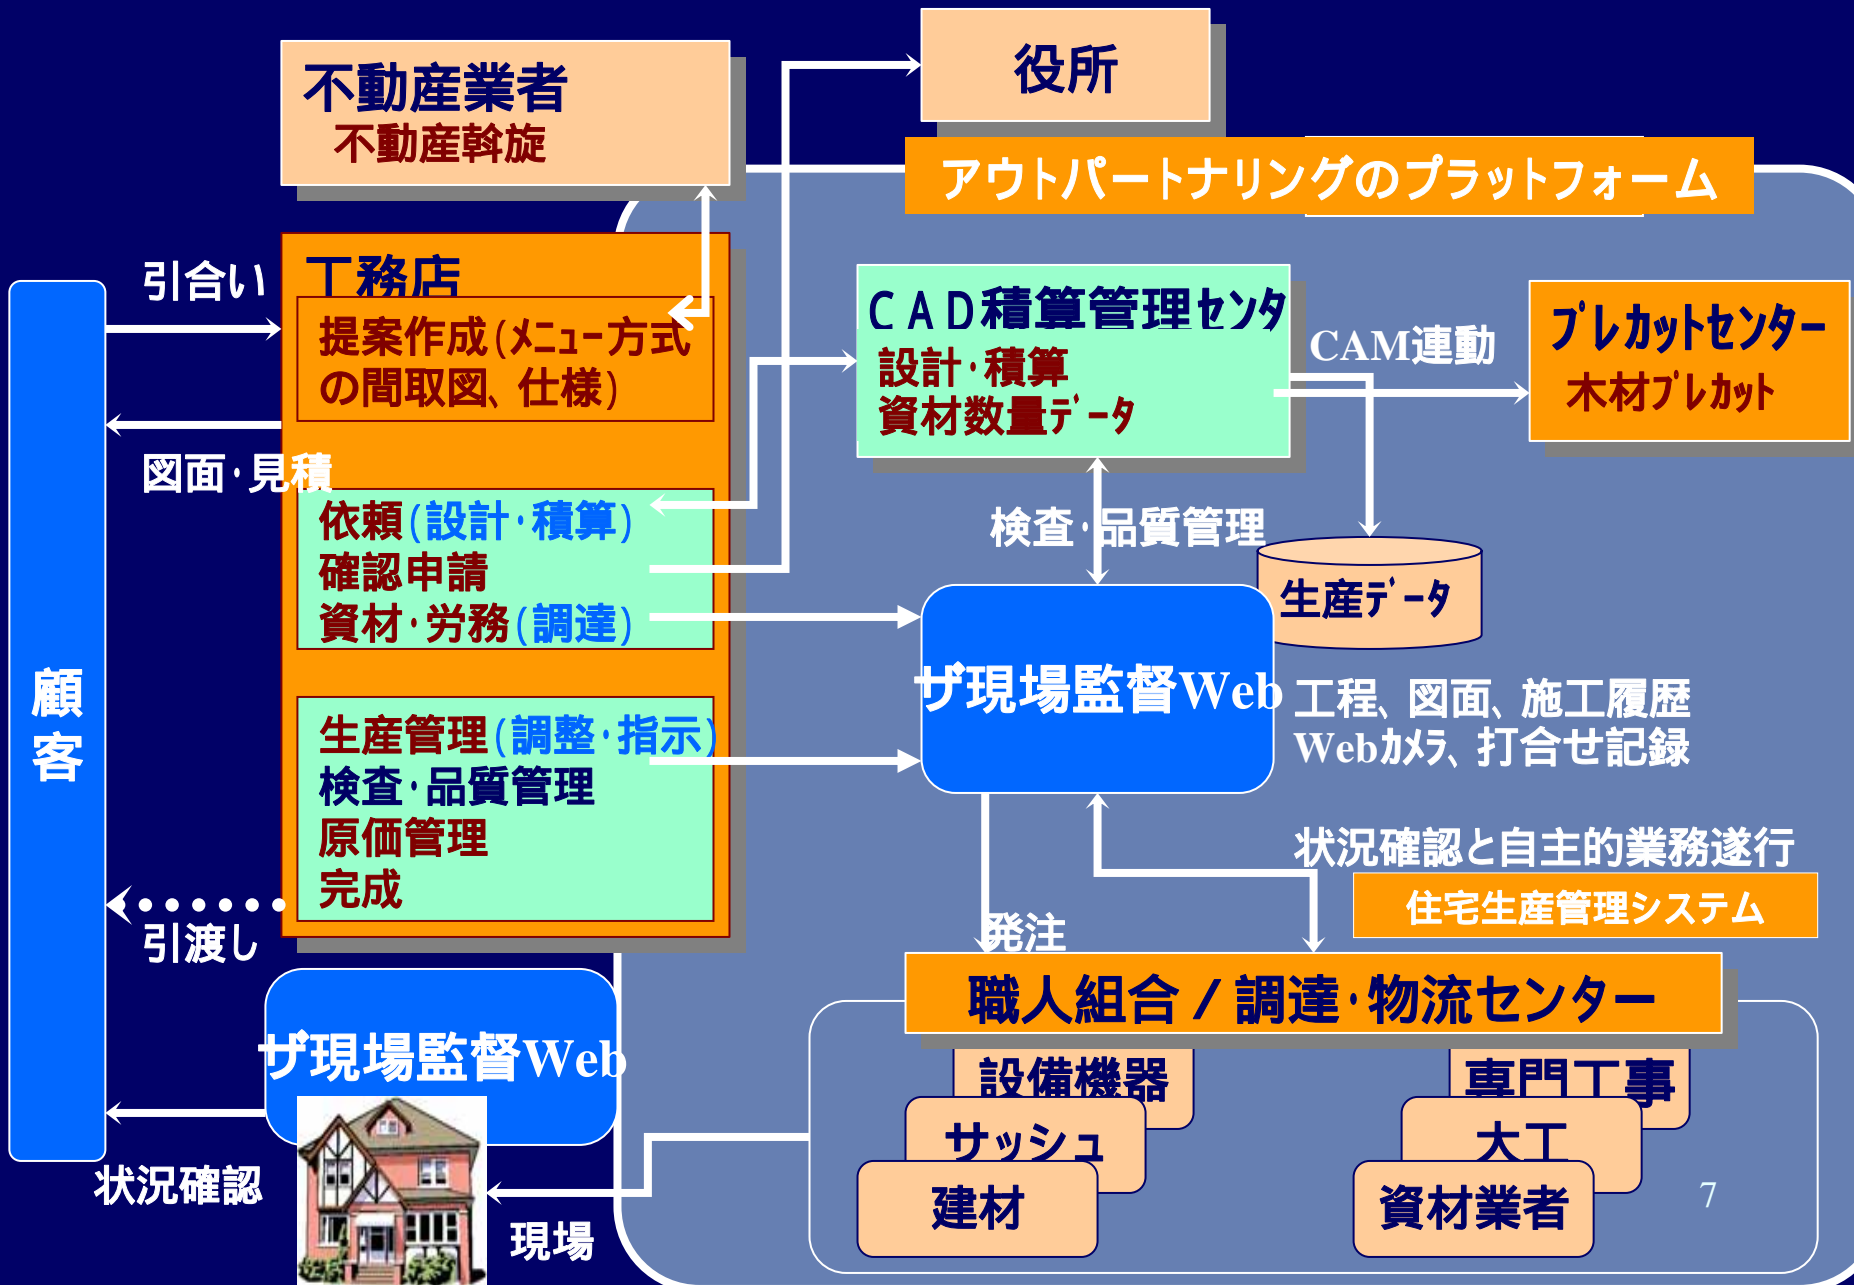 役所
不動産業者
不動産斡旋
アウトパートナリングのプラットフォーム
引合い
工務店
提案作成(メニュー方式
の間取図、仕様)
ＣＡＤ積算管理センタ
設計・積算
資材数量データ
CAM連動
プレカットセンター
木材プレカット
図面・見積
依頼(設計・積算)
確認申請
資材・労務(調達)
検査・品質管理
生産データ
顧客
ザ現場監督Web
工程、図面、施工履歴
Webカメラ、打合せ記録
生産管理(調整・指示)
検査・品質管理
原価管理
完成
状況確認と自主的業務遂行
住宅生産管理システム
引渡し
発注
職人組合／調達・物流センター
ザ現場監督Web
設備機器
サッシュ
建材
専門工事
大工
資材業者
状況確認
現場
7